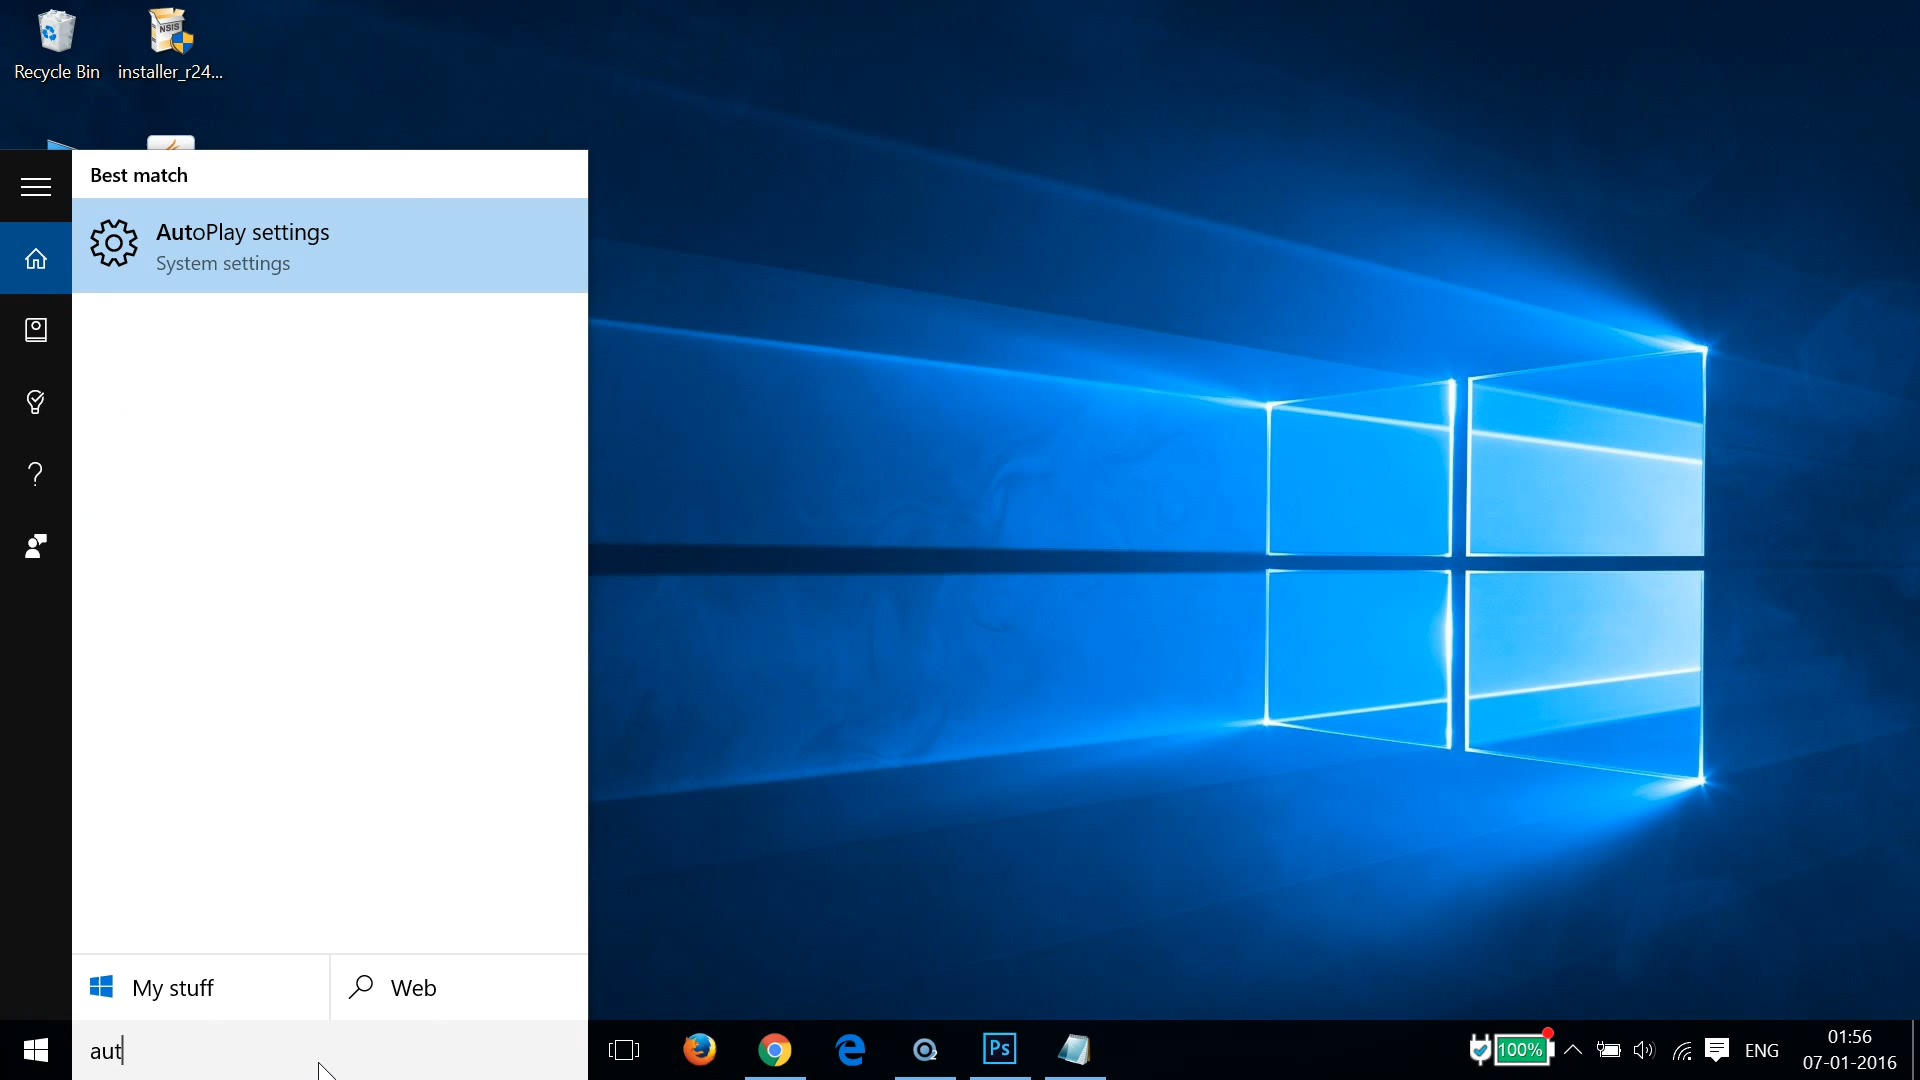 Recycle Bin
NSIS
installer_r24...
Best match
AutoPlay settings
System settings
My stuff
Web
aut
2
Ps
100%
ENG
01:56
07-01-2016